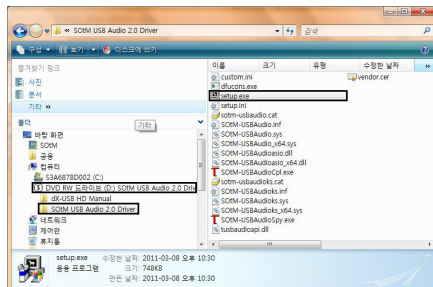 « SOtM USB Audio 2.0 Driver
검색
구성 보기 디스크에 쓰기
즐겨찾기 링크
사진
문서
기타 »
폴더
기타
바탕 화면
SOtM
공용
컴퓨터
S3A6878D002 (C:)
DVD RW 드라이브 (D:) SOtM USB Audio 2.0 Driv
dX-USB HD Manual
SOtM USB Audio 2.0 Driver
네트워크
제어판
휴지통
이름 크기 유형 수정한 날짜 »
custom.ini
vendor.cer
dfucons.exe
setup.exe
setup.ini
sotm-usbaudio.cat
SOtM-USBAudio.inf
SOtM-USBAudio.sys
SOtM-USBAudio_x64.sys
SOtM-USBAudioasio.dll
SOtM-USBAudioasio_x64.dll
SOtM-USBAudioCpl.exe
sotm-usbaudioks.cat
SOtM-USBAudioks.inf
SOtM-USBAudioks.sys
SOtM-USBAudioks_x64.sys
SOtM-USBAudioSpy.exe
tusbaudioapi.dll
setup.exe 수정한 날짜: 2011-03-08 오후 10:30
응용 프로그램 크기: 748KB
만든 날짜: 2011-03-08 오후 10:30